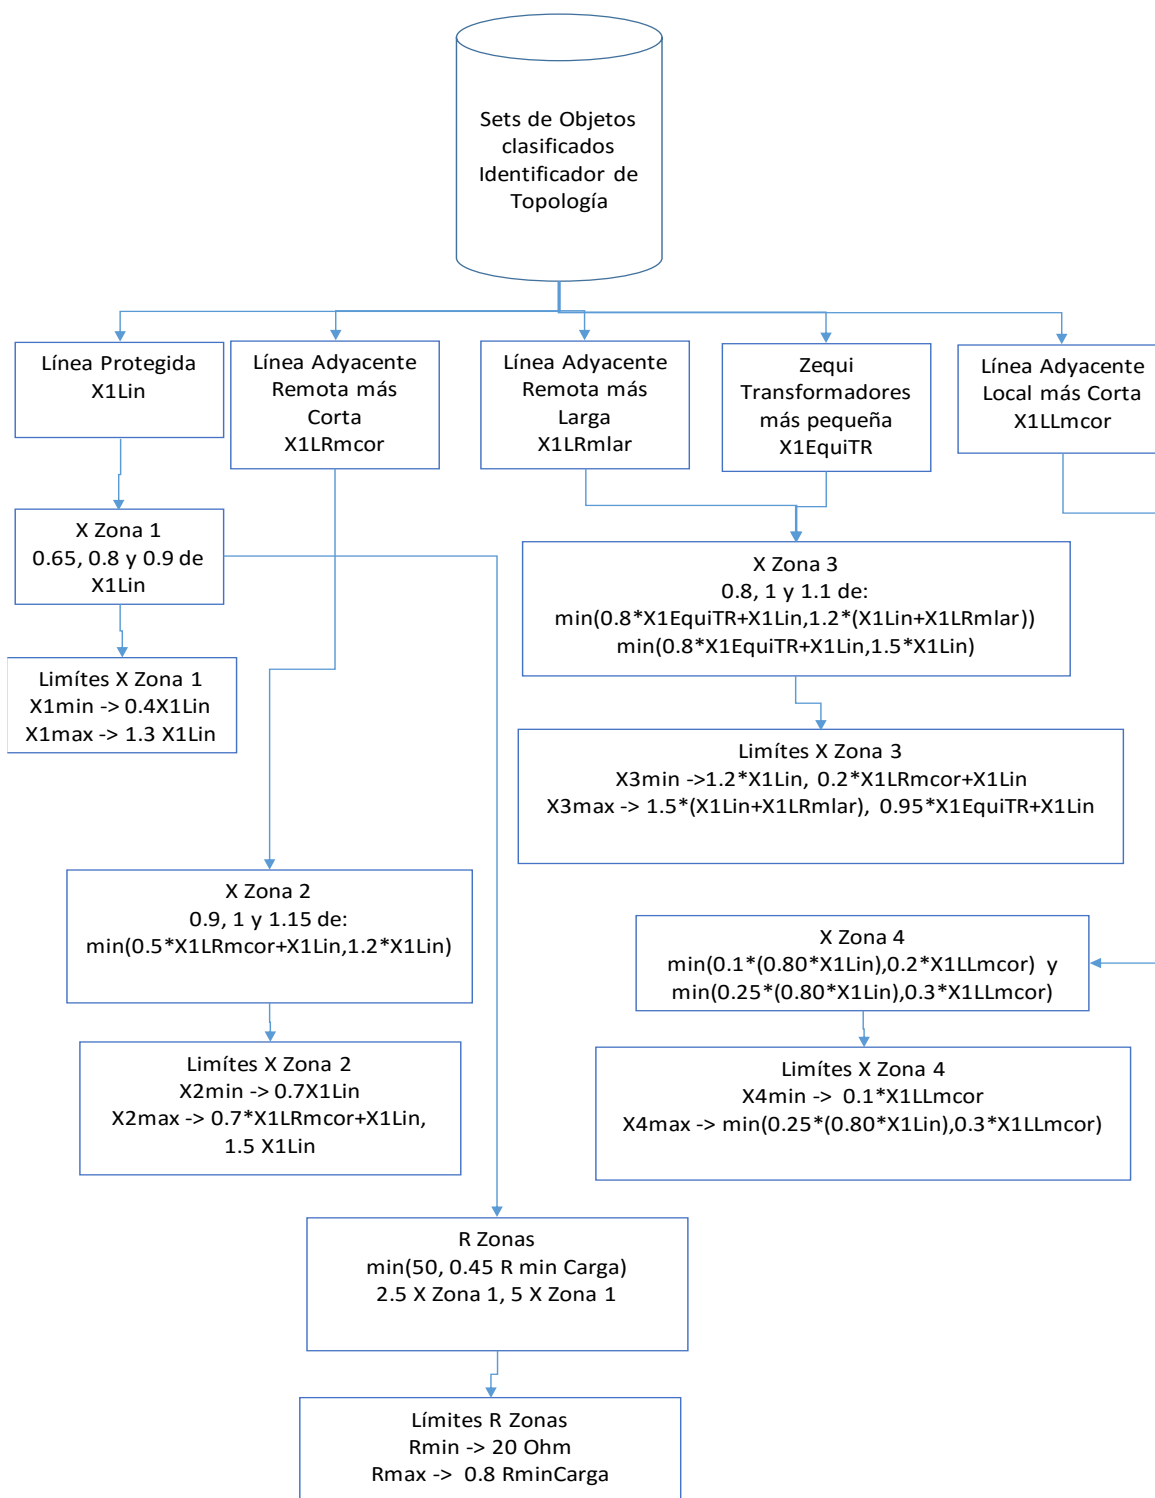 Sets de Objetos
clasificados
Identificador de
Topología
Línea Protegida
X1Lin
Línea Adyacente
Remota más
Corta
X1LRmcor
Línea Adyacente
Remota más
Larga
X1LRmlar
Zequi
Transformadores
más pequeña
X1EquiTR
Línea Adyacente
Local más Corta
X1LLmcor
X Zona 1
0.65, 0.8 y 0.9 de
X1Lin
X Zona 3
0.8, 1 y 1.1 de:
min(0.8*X1EquiTR+X1Lin,1.2*(X1Lin+X1LRmlar))
min(0.8*X1EquiTR+X1Lin,1.5*X1Lin)
Limítes X Zona 1
X1min -> 0.4X1Lin
X1max -> 1.3 X1Lin
Limítes X Zona 3
X3min ->1.2*X1Lin, 0.2*X1LRmcor+X1Lin
X3max -> 1.5*(X1Lin+X1LRmlar), 0.95*X1EquiTR+X1Lin
X Zona 2
0.9, 1 y 1.15 de:
min(0.5*X1LRmcor+X1Lin,1.2*X1Lin)
X Zona 4
min(0.1*(0.80*X1Lin),0.2*X1LLmcor) y
min(0.25*(0.80*X1Lin),0.3*X1LLmcor)
Limítes X Zona 2
X2min -> 0.7X1Lin
X2max -> 0.7*X1LRmcor+X1Lin,
1.5 X1Lin
Limítes X Zona 4
X4min -> 0.1*X1LLmcor
X4max -> min(0.25*(0.80*X1Lin),0.3*X1LLmcor)
R Zonas
min(50, 0.45 R min Carga)
2.5 X Zona 1, 5 X Zona 1
Límites R Zonas
Rmin -> 20 Ohm
Rmax -> 0.8 RminCarga